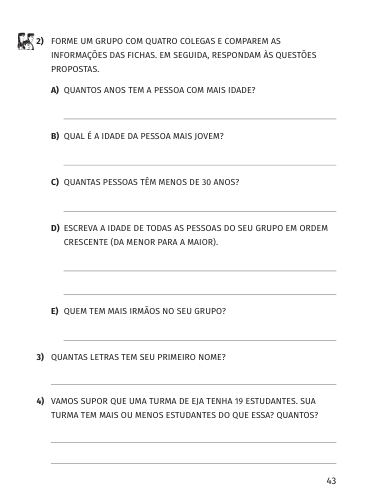 2) FORME UM GRUPO COM QUATRO COLEGAS E COMPAREM AS
INFORMAÇÕES DAS FICHAS. EM SEGUIDA, RESPONDAM ÀS QUESTÕES
PROPOSTAS.
A) QUANTOS ANOS TEM A PESSOA COM MAIS IDADE?
B) QUAL É A IDADE DA PESSOA MAIS JOVEM?
C) QUANTAS PESSOAS TÊM MENOS DE 30 ANOS?
D) ESCREVA A IDADE DE TODAS AS PESSOAS DO SEU GRUPO EM ORDEM
CRESCENTE (DA MENOR PARA A MAIOR).
E) QUEM TEM MAIS IRMÃOS NO SEU GRUPO?
3) QUANTAS LETRAS TEM SEU PRIMEIRO NOME?
4) VAMOS SUPOR QUE UMA TURMA DE EJA TENHA 19 ESTUDANTES. SUA
TURMA TEM MAIS OU MENOS ESTUDANTES DO QUE ESSA? QUANTOS?
43